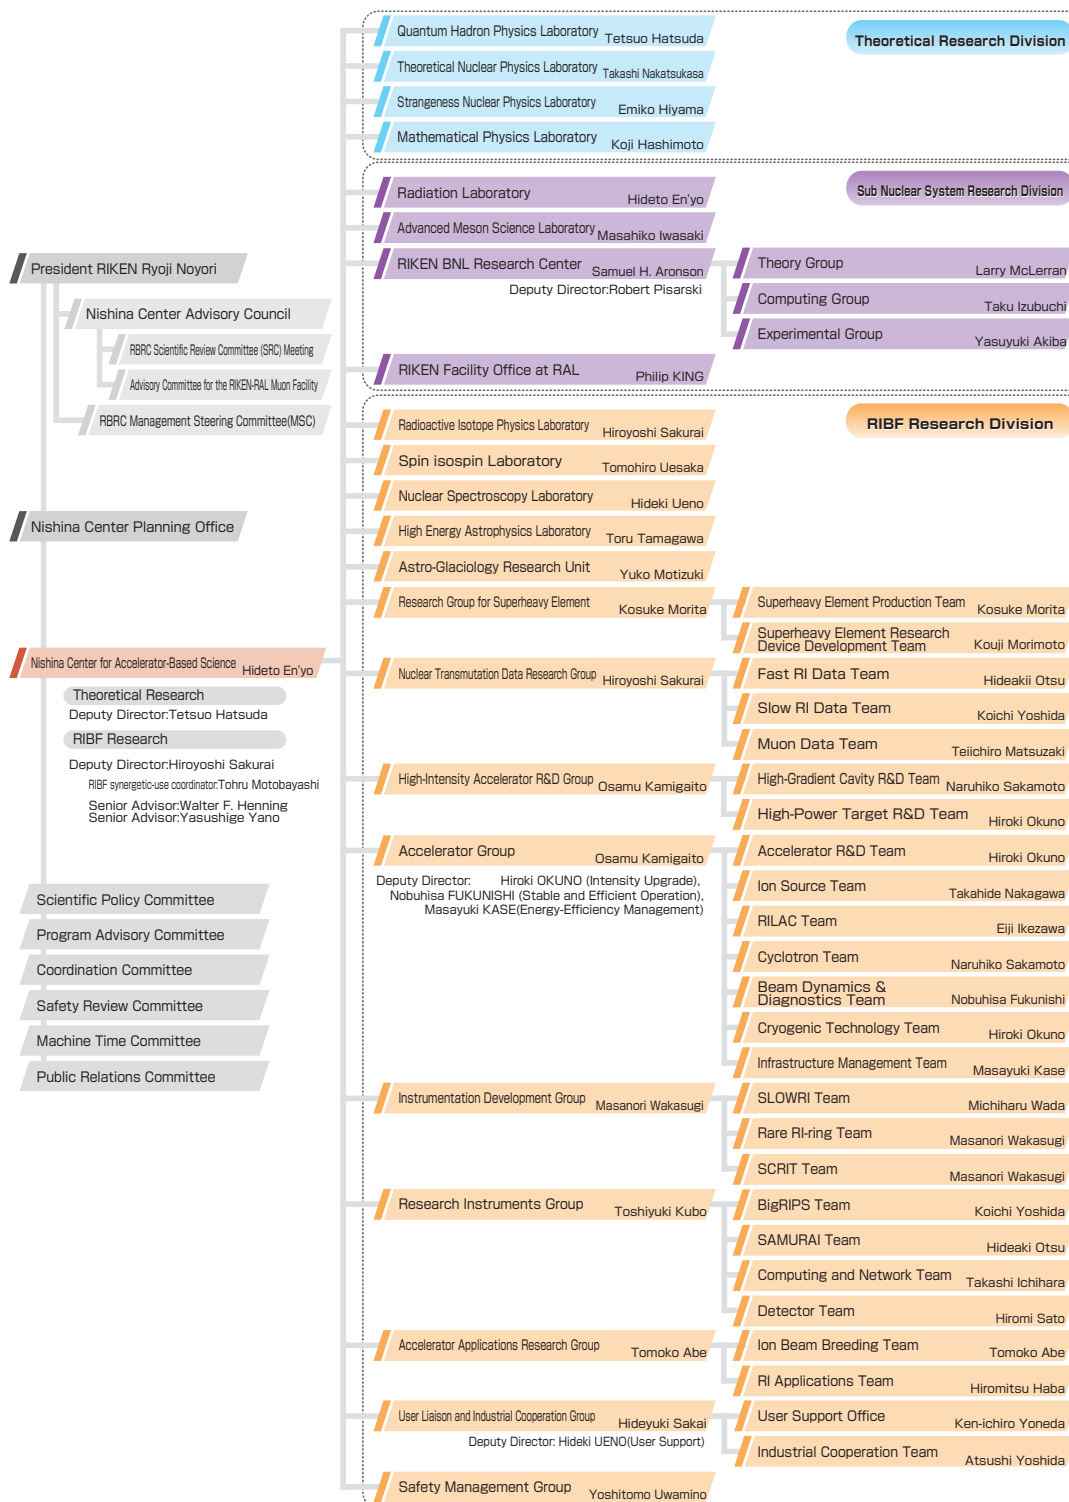 Theoretical Research Division
Quantum Hadron Physics Laboratory Tetsuo Hatsuda
Theoretical Nuclear Physics Laboratory Takashi Nakatsukasa
Strangeness Nuclear Physics Laboratory Emiko Hiyama
Mathematical Physics Laboratory Koji Hashimoto
Sub Nuclear System Research Division
Radiation Laboratory Hideto En'yo
Advanced Meson Science Laboratory Masahiko Iwasaki
RIKEN BNL Research Center Samuel H. Aronson
Deputy Director:Robert Pisarski
Theory Group Larry McLerran
Computing Group Taku Izubuchi
Experimental Group Yasuyuki Akiba
RIKEN Facility Office at RAL Philip KING
President RIKEN Ryoji Noyori
Nishina Center Advisory Council
RBRC Scientific Review Committee (SRC) Meeting
Advisory Committee for the RIKEN-RAL Muon Facility
RBRC Management Steering Committee(MSC)
Nishina Center Planning Office
Nishina Center for Accelerator-Based Science Hideto En'yo
Theoretical Research
Deputy Director:Tetsuo Hatsuda
RIBF Research
Deputy Director:Hiroyoshi Sakurai
RIBF synergetic-use coordinator:Tohru Motobayashi
Senior Advisor:Walter F. Henning
Senior Advisor:Yasushige Yano
Scientific Policy Committee
Program Advisory Committee
Coordination Committee
Safety Review Committee
Machine Time Committee
Public Relations Committee
RIBF Research Division
Radioactive Isotope Physics Laboratory Hiroyoshi Sakurai
Spin isospin Laboratory Tomohiro Uesaka
Nuclear Spectroscopy Laboratory Hideki Ueno
High Energy Astrophysics Laboratory Toru Tamagawa
Astro-Glaciology Research Unit Yuko Motizuki
Research Group for Superheavy Element Kosuke Morita
Superheavy Element Production Team Kosuke Morita
Superheavy Element Research
Device Development Team Kouji Morimoto
Nuclear Transmutation Data Research Group Hiroyoshi Sakurai
Fast RI Data Team Hideakii Otsu
Slow RI Data Team Koichi Yoshida
Muon Data Team Teiichiro Matsuzaki
High-Intensity Accelerator R&D Group Osamu Kamigaito
High-Gradient Cavity R&D Team Naruhiko Sakamoto
High-Power Target R&D Team Hiroki Okuno
Accelerator Group Osamu Kamigaito
Deputy Director: Hiroki OKUNO (Intensity Upgrade),
Nobuhisa FUKUNISHI (Stable and Efficient Operation),
Masayuki KASE(Energy-Efficiency Management)
Accelerator R&D Team Hiroki Okuno
Ion Source Team Takahide Nakagawa
RILAC Team Eiji Ikezawa
Cyclotron Team Naruhiko Sakamoto
Beam Dynamics &
Diagnostics Team Nobuhisa Fukunishi
Cryogenic Technology Team Hiroki Okuno
Infrastructure Management Team Masayuki Kase
Instrumentation Development Group Masanori Wakasugi
SLOWRI Team Michiharu Wada
Rare RI-ring Team Masanori Wakasugi
SCRIT Team Masanori Wakasugi
Research Instruments Group Toshiyuki Kubo
BigRIPS Team Koichi Yoshida
SAMURAI Team Hideaki Otsu
Computing and Network Team Takashi Ichihara
Detector Team Hiromi Sato
Accelerator Applications Research Group Tomoko Abe
Ion Beam Breeding Team Tomoko Abe
RI Applications Team Hiromitsu Haba
User Liaison and Industrial Cooperation Group Hideyuki Sakai
Deputy Director: Hideki UENO(User Support)
User Support Office Ken-ichiro Yoneda
Industrial Cooperation Team Atsushi Yoshida
Safety Management Group Yoshitomo Uwamino